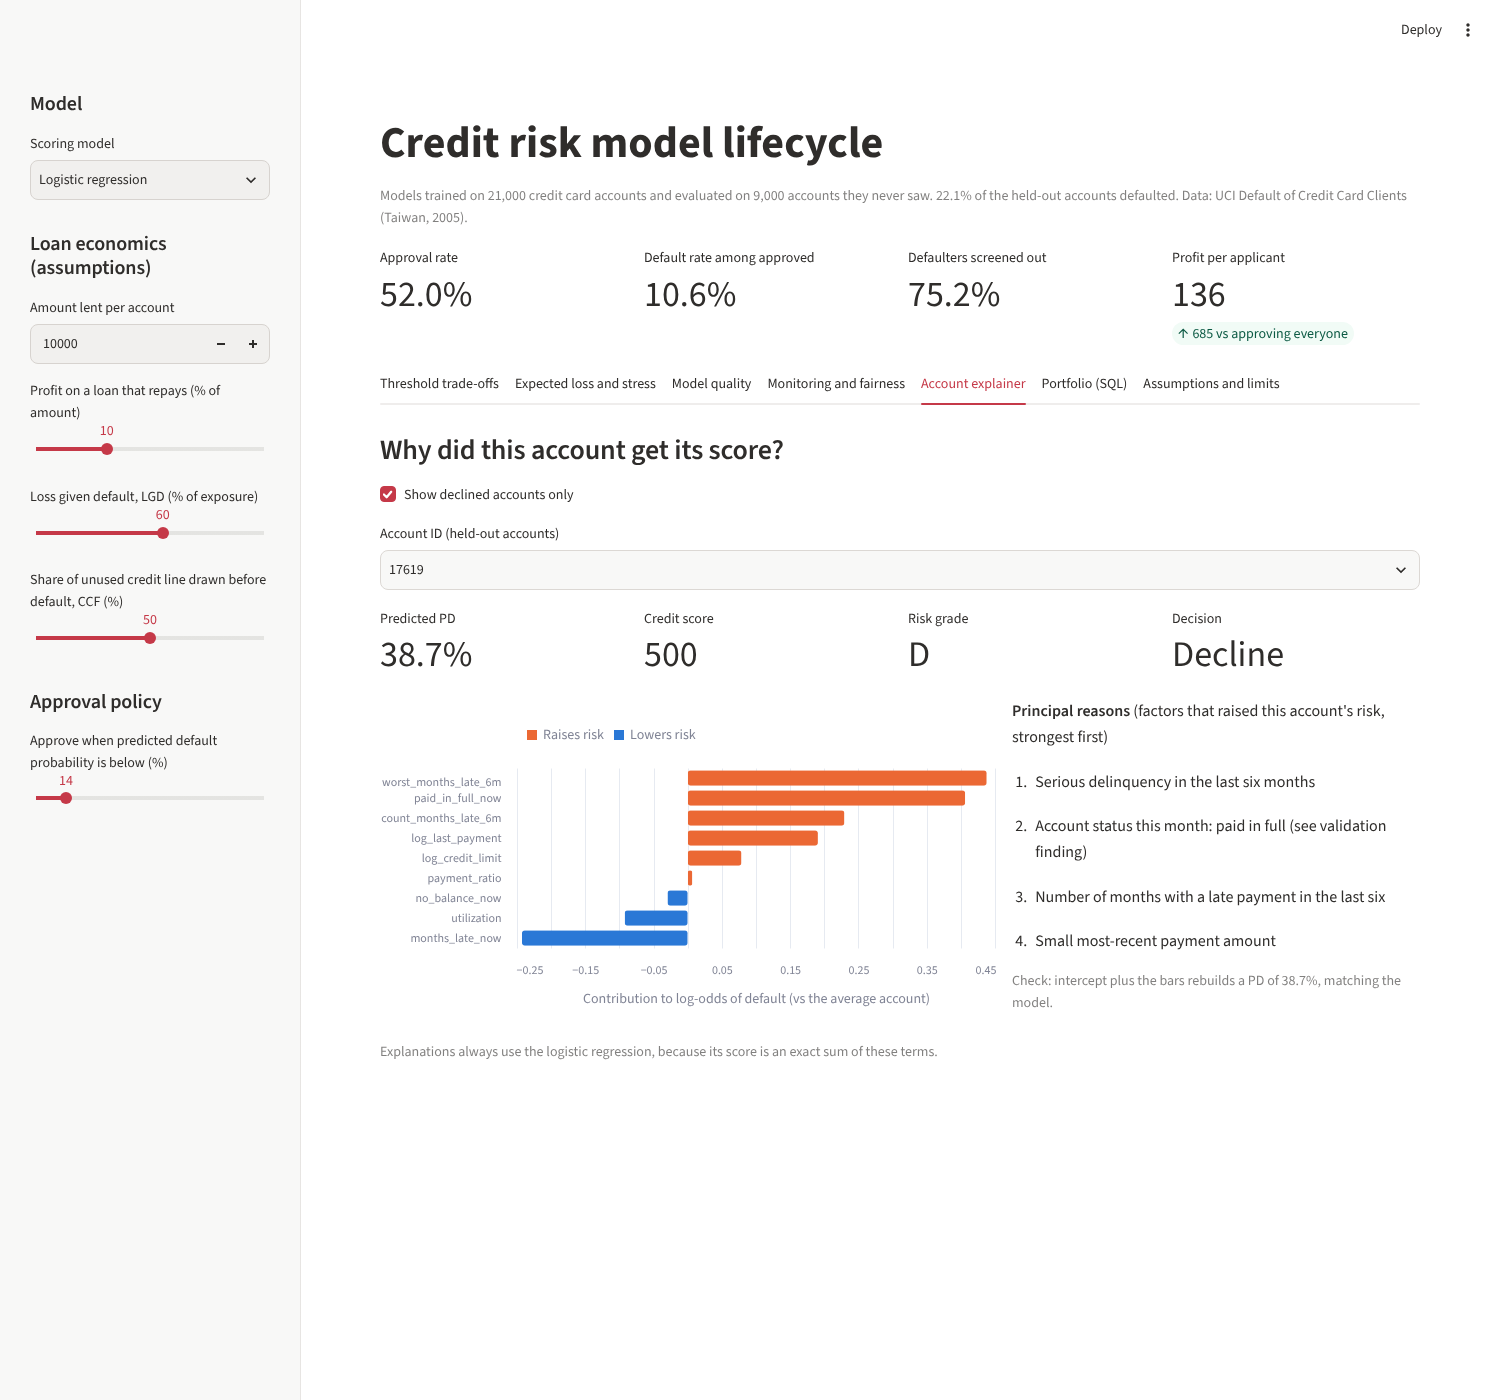 Deploy
Model
Scoring model
Logistic regression
Loan economics
(assumptions)
Amount lent per account
10000
Profit on a loan that repays (% of
amount)
10
Loss given default, LGD (% of exposure)
60
Share of unused credit line drawn before
default, CCF (%)
50
Approval policy
Approve when predicted default
probability is below (%)
14
Credit risk model lifecycle
Models trained on 21,000 credit card accounts and evaluated on 9,000 accounts they never saw. 22.1% of the held-out accounts defaulted. Data: UCI Default of Credit Card Clients
(Taiwan, 2005).
Approval rate
52.0%
Default rate among approved
10.6%
Defaulters screened out
75.2%
Profit per applicant
136
↑ 685 vs approving everyone
Threshold trade-offs Expected loss and stress Model quality Monitoring and fairness Account explainer Portfolio (SQL) Assumptions and limits
Why did this account get its score?
Show declined accounts only
Account ID (held-out accounts)
17619
Predicted PD
38.7%
Credit score
500
Risk grade
D
Decision
Decline
Raises risk Lowers risk
worst_months_late_6m
paid_in_full_now
count_months_late_6m
log_last_payment
log_credit_limit
payment_ratio
no_balance_now
utilization
months_late_now
−0.25 −0.15 −0.05 0.05 0.15 0.25 0.35 0.45
Contribution to log-odds of default (vs the average account)
Principal reasons (factors that raised this account's risk,
strongest first)
1. Serious delinquency in the last six months
2. Account status this month: paid in full (see validation
finding)
3. Number of months with a late payment in the last six
4. Small most-recent payment amount
Check: intercept plus the bars rebuilds a PD of 38.7%, matching the
model.
Explanations always use the logistic regression, because its score is an exact sum of these terms.